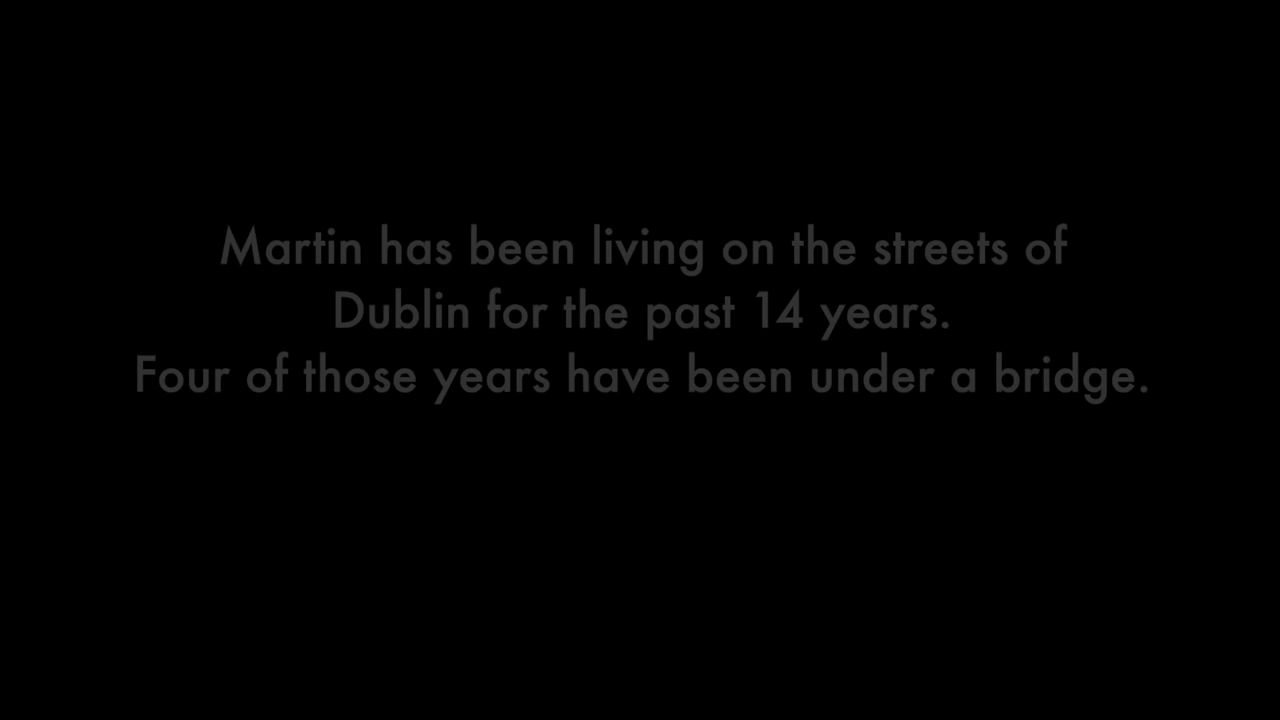 Martin has been living on the streets of
Dublin for the past 14 years.
Four of those years have been under a bridge.